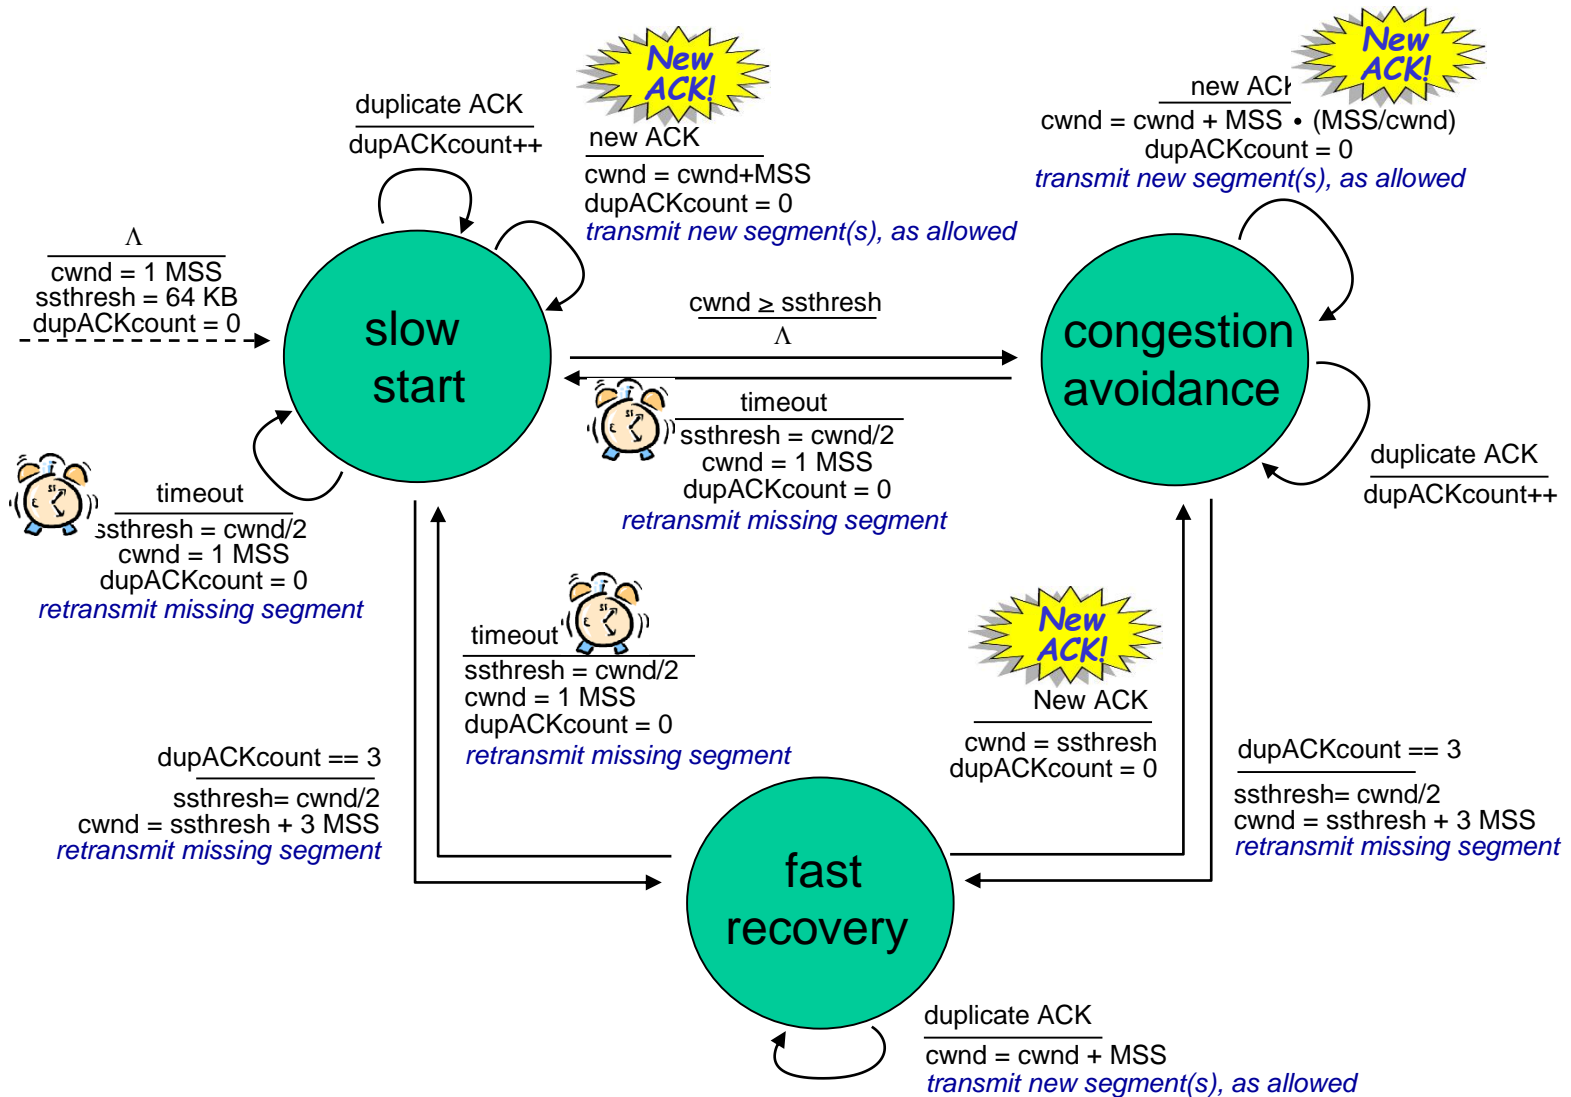 New
ACK!
new ACK
cwnd = cwnd+MSS
dupACKcount = 0
transmit new segment(s), as allowed
duplicate ACK
dupACKcount++
New
ACK!
new ACK
cwnd = cwnd + MSS • (MSS/cwnd)
dupACKcount = 0
transmit new segment(s), as allowed
Λ
cwnd = 1 MSS
ssthresh = 64 KB
dupACKcount = 0
slow
start
cwnd ≥ ssthresh
Λ
congestion
avoidance
timeout
ssthresh = cwnd/2
cwnd = 1 MSS
dupACKcount = 0
retransmit missing segment
duplicate ACK
dupACKcount++
timeout
ssthresh = cwnd/2
cwnd = 1 MSS
dupACKcount = 0
retransmit missing segment
timeout
ssthresh = cwnd/2
cwnd = 1 MSS
dupACKcount = 0
retransmit missing segment
New
ACK!
New ACK
cwnd = ssthresh
dupACKcount = 0
dupACKcount == 3
ssthresh= cwnd/2
cwnd = ssthresh + 3 MSS
retransmit missing segment
dupACKcount == 3
ssthresh= cwnd/2
cwnd = ssthresh + 3 MSS
retransmit missing segment
fast
recovery
duplicate ACK
cwnd = cwnd + MSS
transmit new segment(s), as allowed